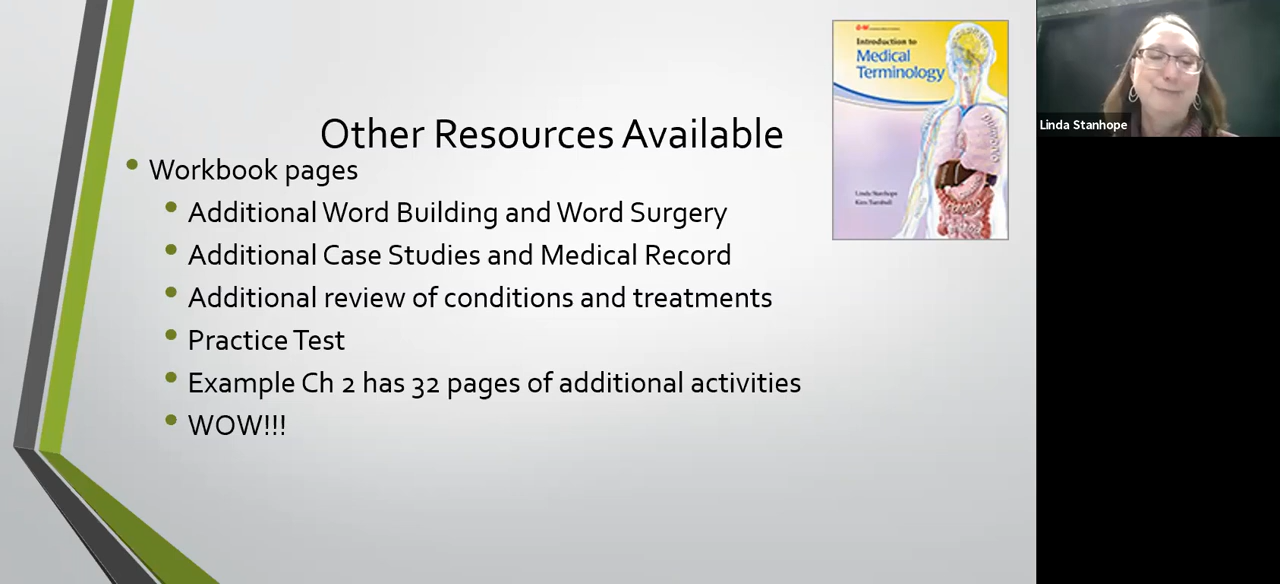 Other Resources Available
Workbook pages
Additional Word Building and Word Surgery
Additional Case Studies and Medical Record
Additional review of conditions and treatments
Practice Test
Example Ch 2 has 32 pages of additional activities
WOW!!!
Introduction to
Medical
Terminology
Linda Stanhope
Kim Turnbull
Linda Stanhope